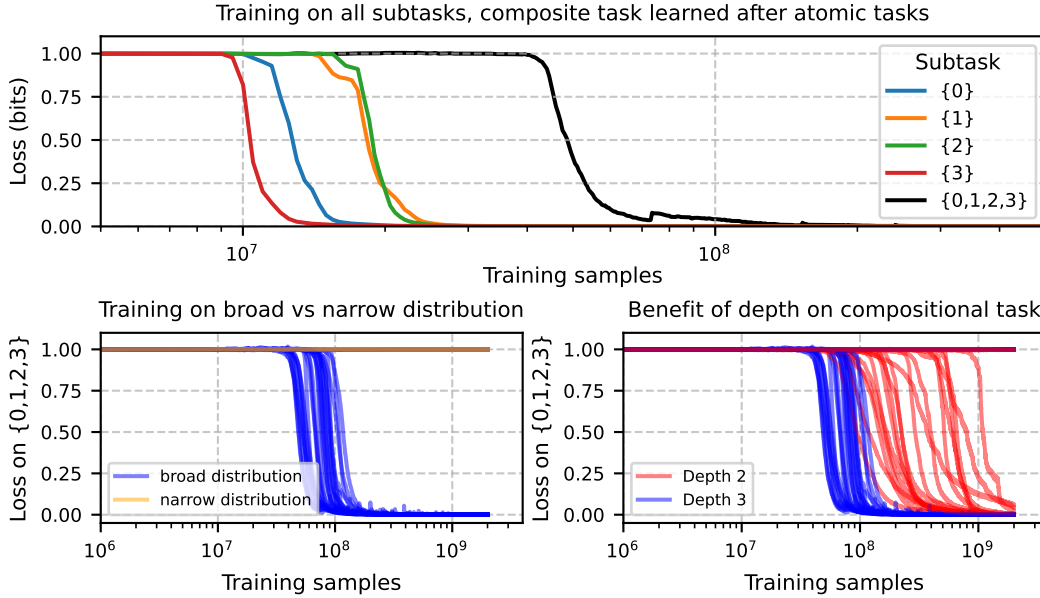 Training on all subtasks, composite task learned after atomic tasks
Loss (bits)
1.00
0.75
0.50
0.25
0.00
10^7
10^8
Training samples
Subtask
{0}
{1}
{2}
{3}
{0,1,2,3}
Training on broad vs narrow distribution
Loss on {0,1,2,3}
1.00
0.75
0.50
0.25
0.00
broad distribution
narrow distribution
10^6
10^7
10^8
10^9
Training samples
Benefit of depth on compositional task
Loss on {0,1,2,3}
1.00
0.75
0.50
0.25
0.00
Depth 2
Depth 3
10^6
10^7
10^8
10^9
Training samples